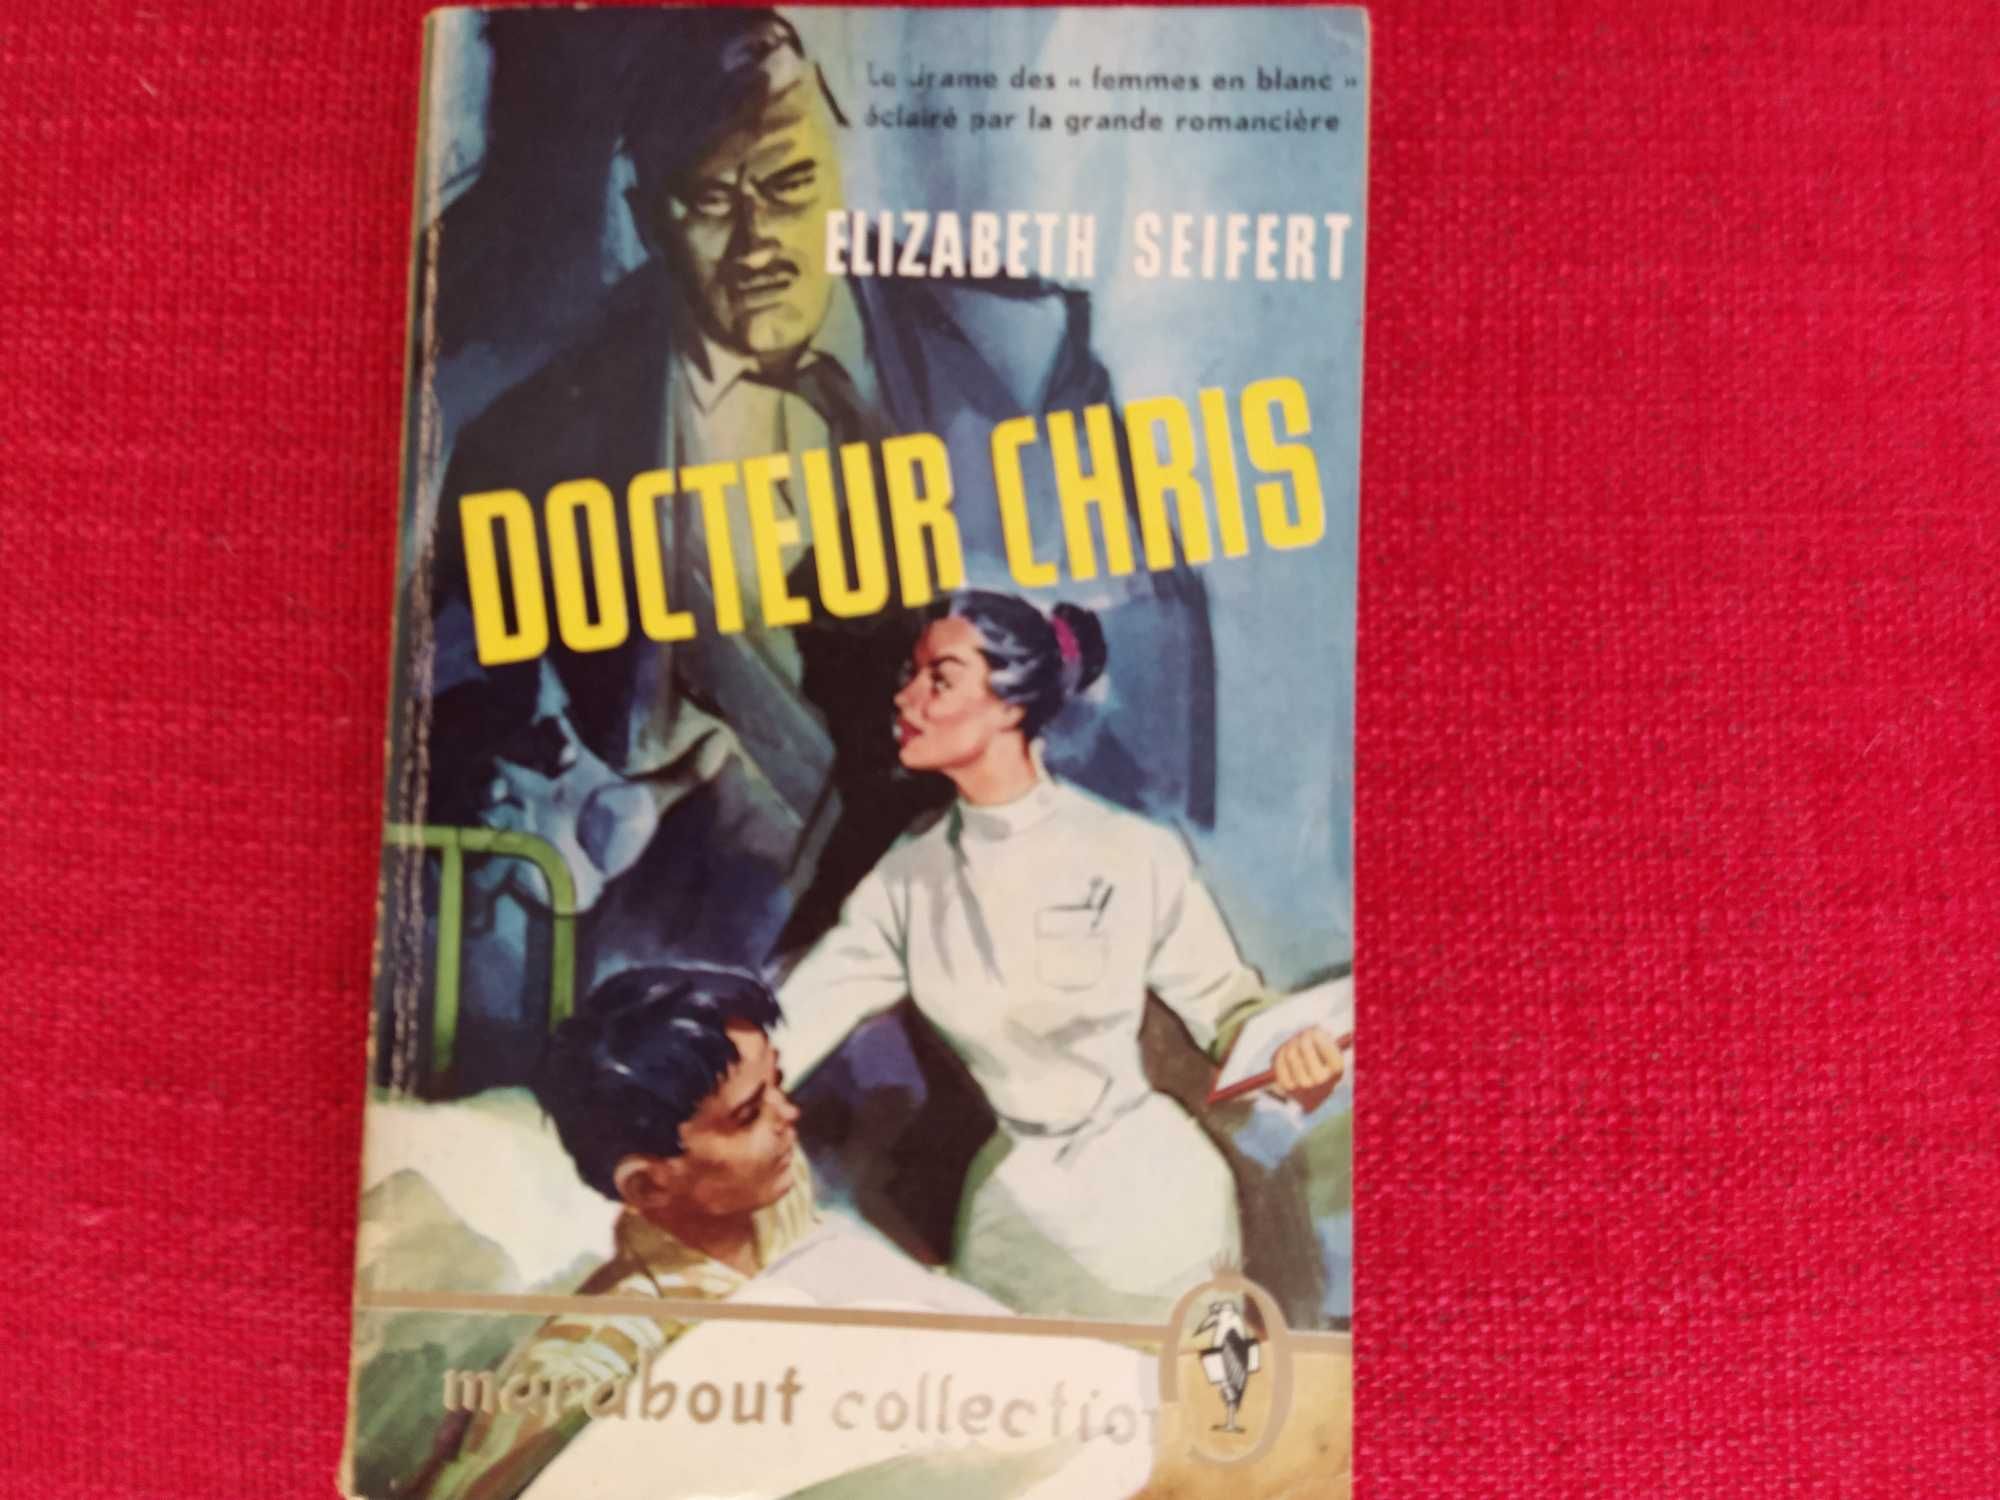 Le drame des « femmes en blanc »
éclairé par la grande romancière
ELIZABETH SEIFERT
DOCTEUR CHRIS
marabout collection